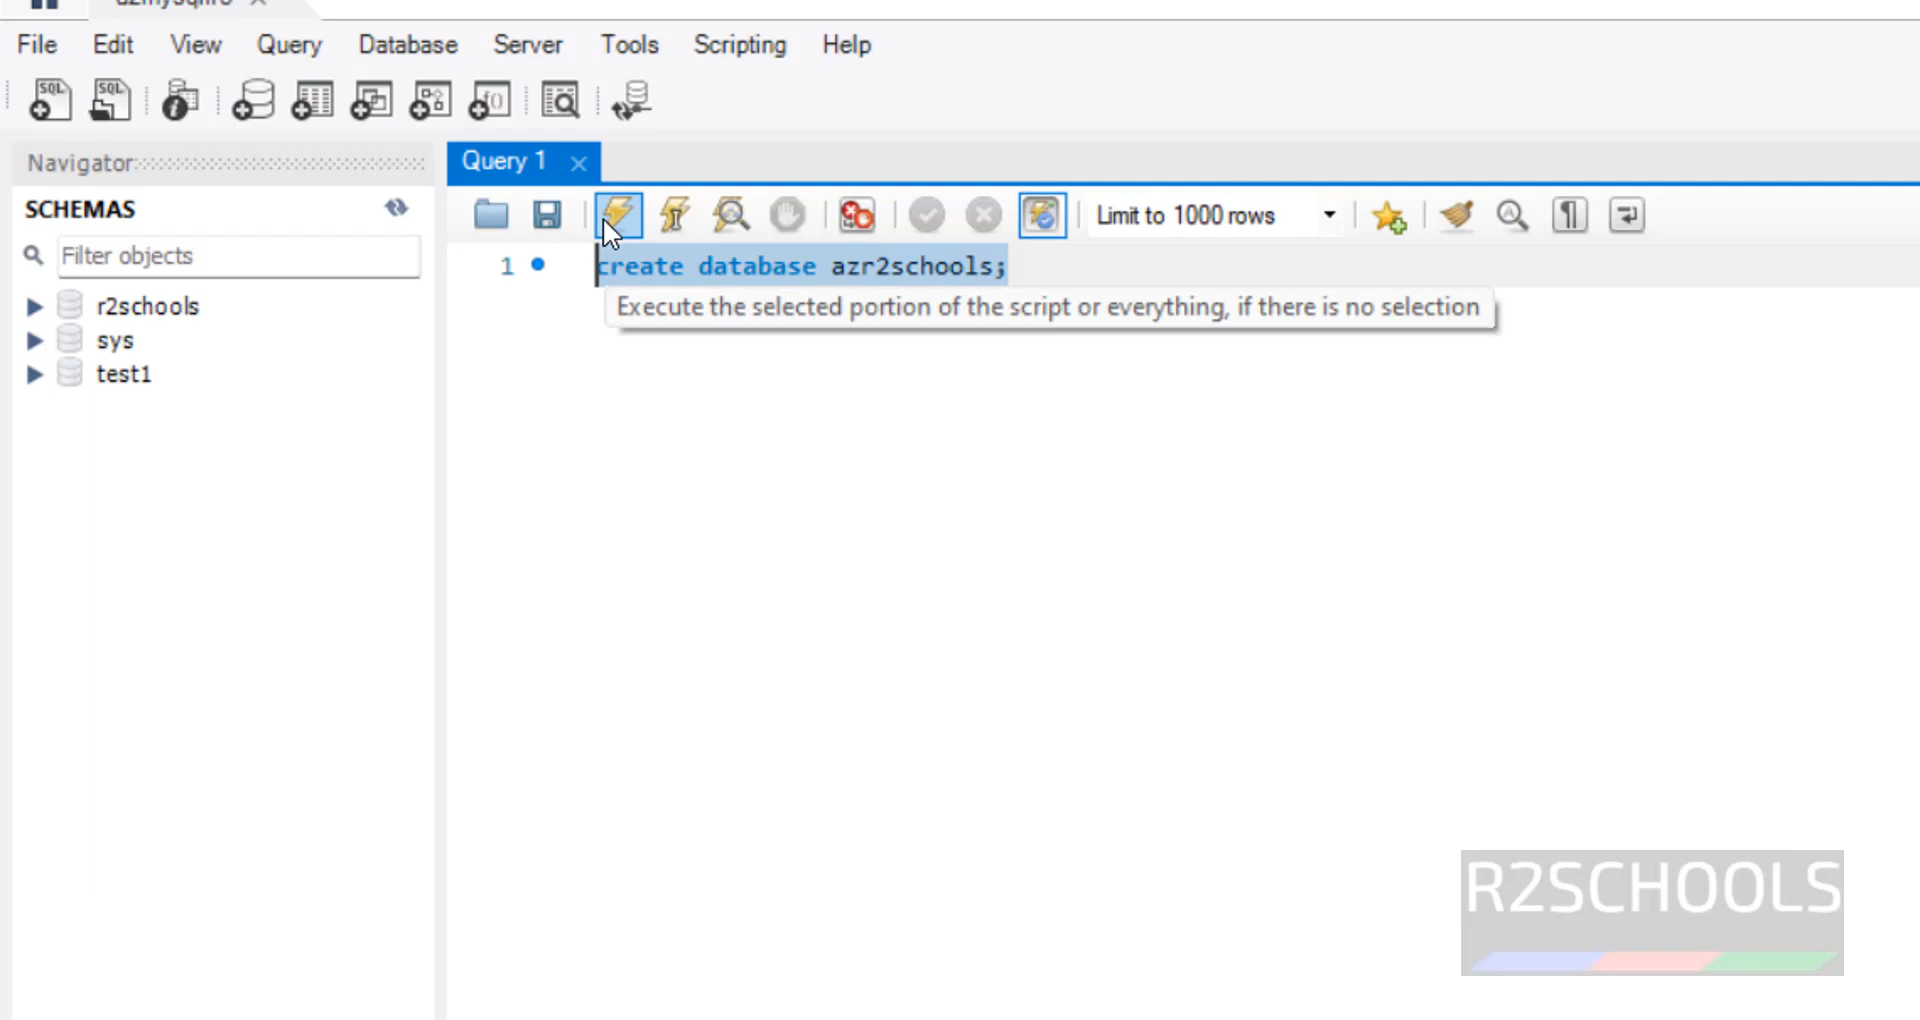 File Edit View Query Database Server Tools Scripting Help
SQL SQL
Navigator
Query 1
SCHEMAS
Limit to 1000 rows
Filter objects
1 create database azr2schools;
Execute the selected portion of the script or everything, if there is no selection
r2schools
sys
test1
R2SCHOOLS